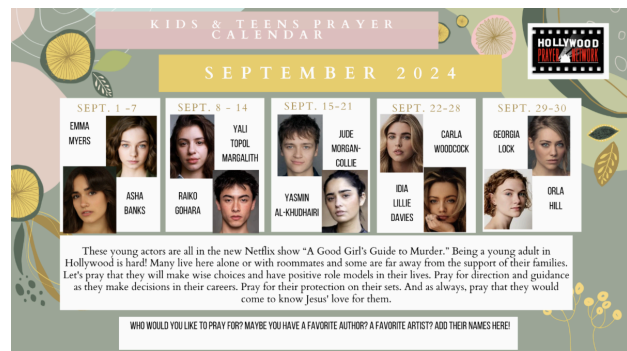 KIDS & TEENS PRAYER
CALENDAR
HOLLYWOOD
PRAYER NETWORK
SEPTEMBER 2024
SEPT. 1 -7
EMMA
MYERS
ASHA
BANKS
SEPT. 8 - 14
YALI
TOPOL
MARGALITH
RAIKO
GOHARA
SEPT. 15-21
JUDE
MORGAN-
COLLIE
YASMIN
AL-KHUDHAIRI
SEPT. 22-28
CARLA
WOODCOCK
IDIA
LILLIE
DAVIES
SEPT. 29-30
GEORGIA
LOCK
ORLA
HILL
These young actors are all in the new Netflix show “A Good Girl's Guide to Murder.” Being a young adult in
Hollywood is hard! Many live here alone or with roommates and some are far away from the support of their families.
Let's pray that they will make wise choices and have positive role models in their lives. Pray for direction and guidance
as they make decisions in their careers. Pray for their protection on their sets. And as always, pray that they would
come to know Jesus' love for them.
WHO WOULD YOU LIKE TO PRAY FOR? MAYBE YOU HAVE A FAVORITE AUTHOR? A FAVORITE ARTIST? ADD THEIR NAMES HERE!